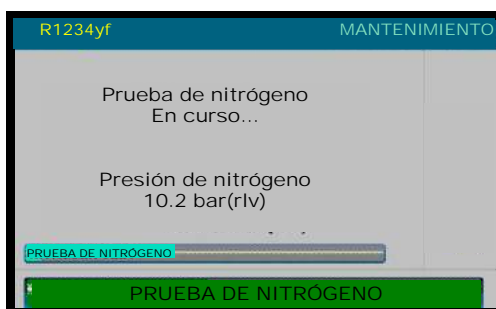 R1234yf MANTENIMIENTO
Prueba de nitrógeno
En curso...
Presión de nitrógeno
10.2 bar(rlv)
PRUEBA DE NITRÓGENO
PRUEBA DE NITRÓGENO